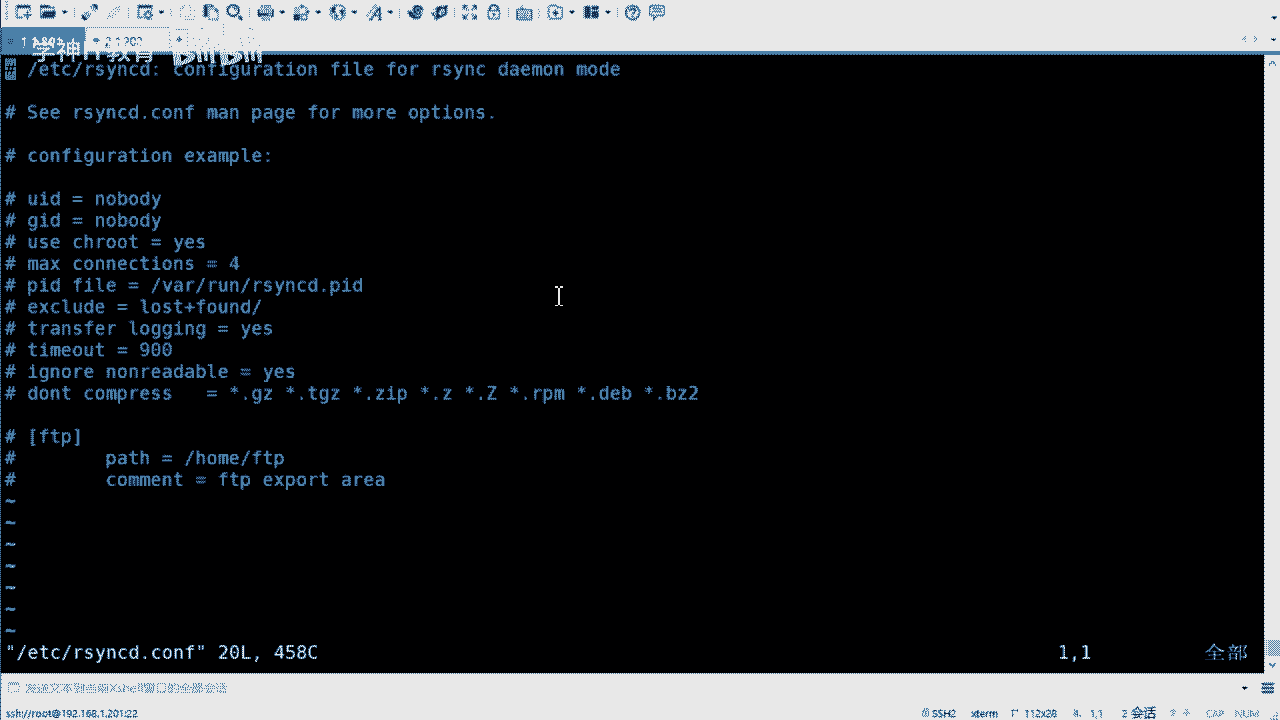 学神IT教育 bilibili
# /etc/rsyncd: configuration file for rsync daemon mode
# See rsyncd.conf man page for more options.
# configuration example:
# uid = nobody
# gid = nobody
# use chroot = yes
# max connections = 4
# pid file = /var/run/rsyncd.pid
# exclude = lost+found/
# transfer logging = yes
# timeout = 900
# ignore nonreadable = yes
# dont compress   = *.gz *.tgz *.zip *.z *.Z *.rpm *.deb *.bz2
# [ftp]
#        path = /home/ftp
#        comment = ftp export area
~
~
~
~
~
~
~
"/etc/rsyncd.conf" 20L, 458C 1,1 全部
ssh://root@192.168.1.201:22 SSH2 xterm 112x28 1,1 2 会话 CAP NUM